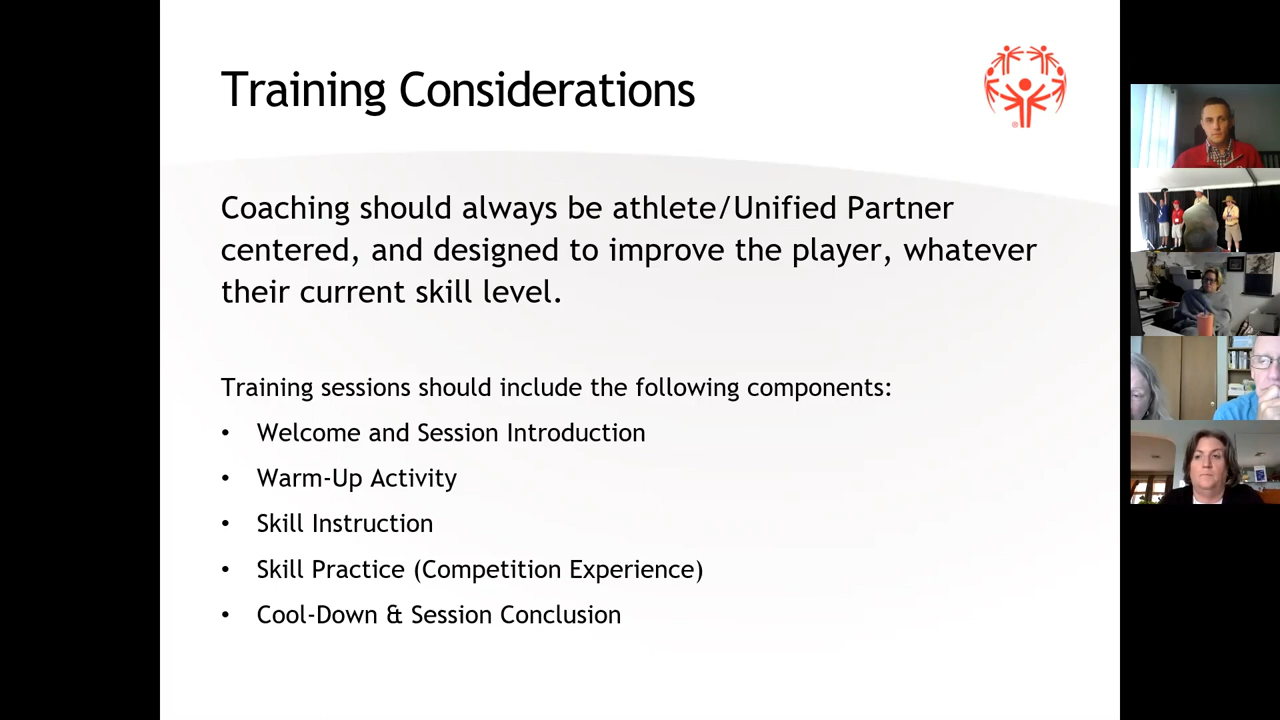 Training Considerations
Coaching should always be athlete/Unified Partner
centered, and designed to improve the player, whatever
their current skill level.
Training sessions should include the following components:
• Welcome and Session Introduction
• Warm-Up Activity
• Skill Instruction
• Skill Practice (Competition Experience)
• Cool-Down & Session Conclusion